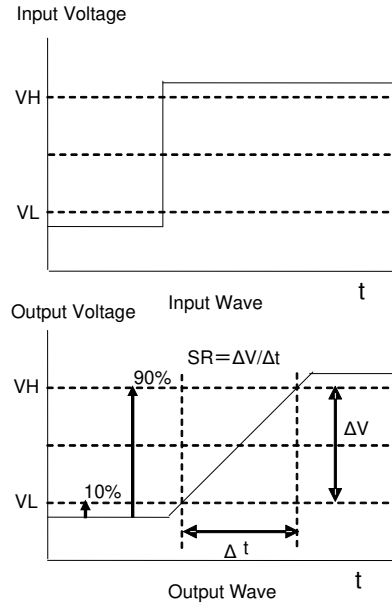 Input Voltage
VH
VL
t
Input Wave
Output Voltage
SR=ΔV/Δt
90%
VH
ΔV
10%
VL
Δ t
t
Output Wave